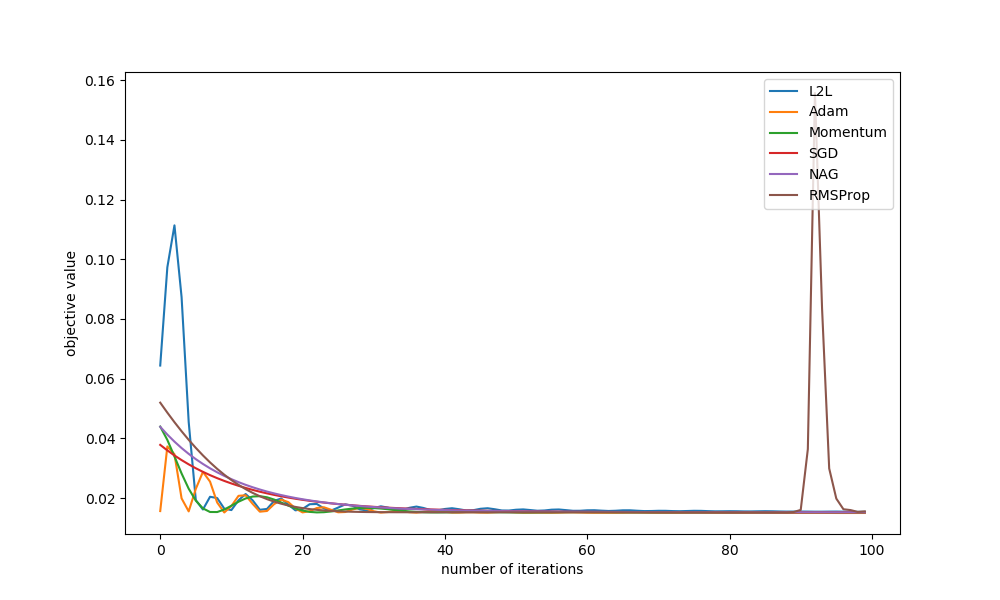 0.16
0.14
0.12
0.10
0.08
0.06
0.04
0.02
objective value
0
20
40
60
80
100
number of iterations
L2L
Adam
Momentum
SGD
NAG
RMSProp